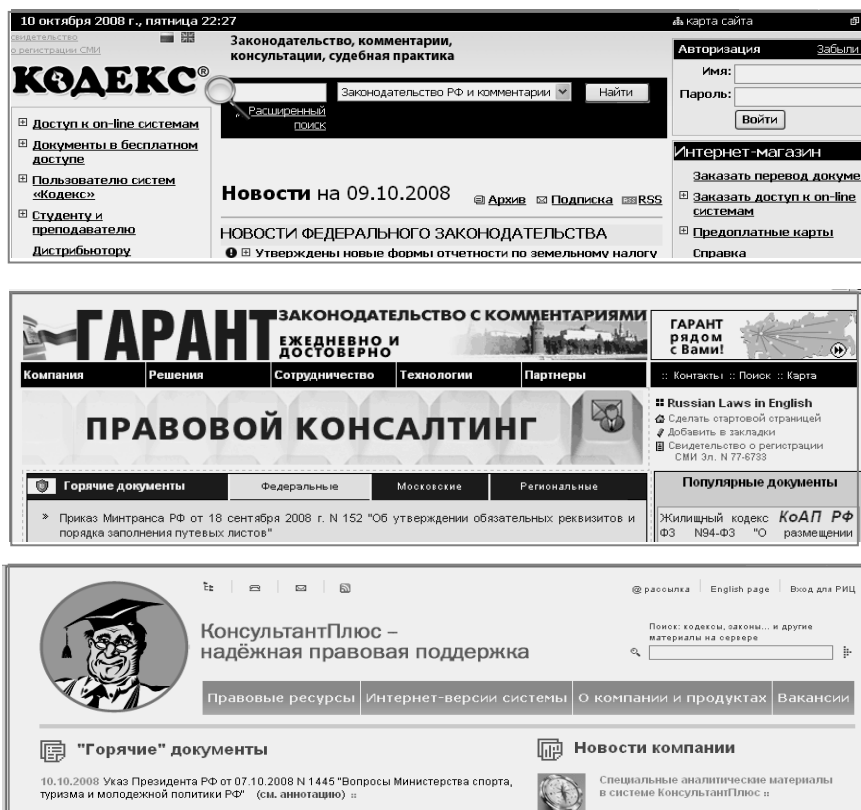 10 октября 2008 г., пятница 22:27
карта сайта
свидетельство
о регистрации СМИ
КОДЕКС®
Законодательство, комментарии,
консультации, судебная практика
Законодательство РФ и комментарии
Найти
Расширенный
поиск
Авторизация
Забыли
Имя:
Пароль:
Войти
Доступ к on-line системам
Документы в бесплатном
доступе
Пользователю систем
«Кодекс»
Студенту и
преподавателю
Дистрибьютору
Новости на 09.10.2008
Архив
Подписка
RSS
НОВОСТИ ФЕДЕРАЛЬНОГО ЗАКОНОДАТЕЛЬСТВА
Утверждены новые формы отчетности по земельному налогу
Интернет-магазин
Заказать перевод докуме
Заказать доступ к on-line
системам
Предоплатные карты
Справка
ГАРАНТ
ЗАКОНОДАТЕЛЬСТВО С КОММЕНТАРИЯМИ
ЕЖЕДНЕВНО И
ДОСТОВЕРНО
ГАРАНТ
рядом
с Вами!
Компания Решения Сотрудничество Технологии Партнеры
:: Контакты :: Поиск :: Карта
ПРАВОВОЙ КОНСАЛТИНГ
Russian Laws in English
Сделать стартовой страницей
Добавить в закладки
Свидетельство о регистрации
СМИ Эл. N 77-6733
Горячие документы Федеральные Московские Региональные
» Приказ Минтранса РФ от 18 сентября 2008 г. N 152 "Об утверждении обязательных реквизитов и
порядка заполнения путевых листов"
Популярные документы
Жилищный кодекс КоАП РФ
ФЗ N94-ФЗ "О размещении
рассылка English page Вход для РИЦ
КонсультантПлюс –
надёжная правовая поддержка
Поиск: кодексы, законы... и другие
материалы на сервере
Правовые ресурсы Интернет-версии системы О компании и продуктах Вакансии
"Горячие" документы
10.10.2008 Указ Президента РФ от 07.10.2008 N 1445 "Вопросы Министерства спорта,
туризма и молодежной политики РФ" (см. аннотацию) ::
Новости компании
Специальные аналитические материалы
в системе КонсультантПлюс ::